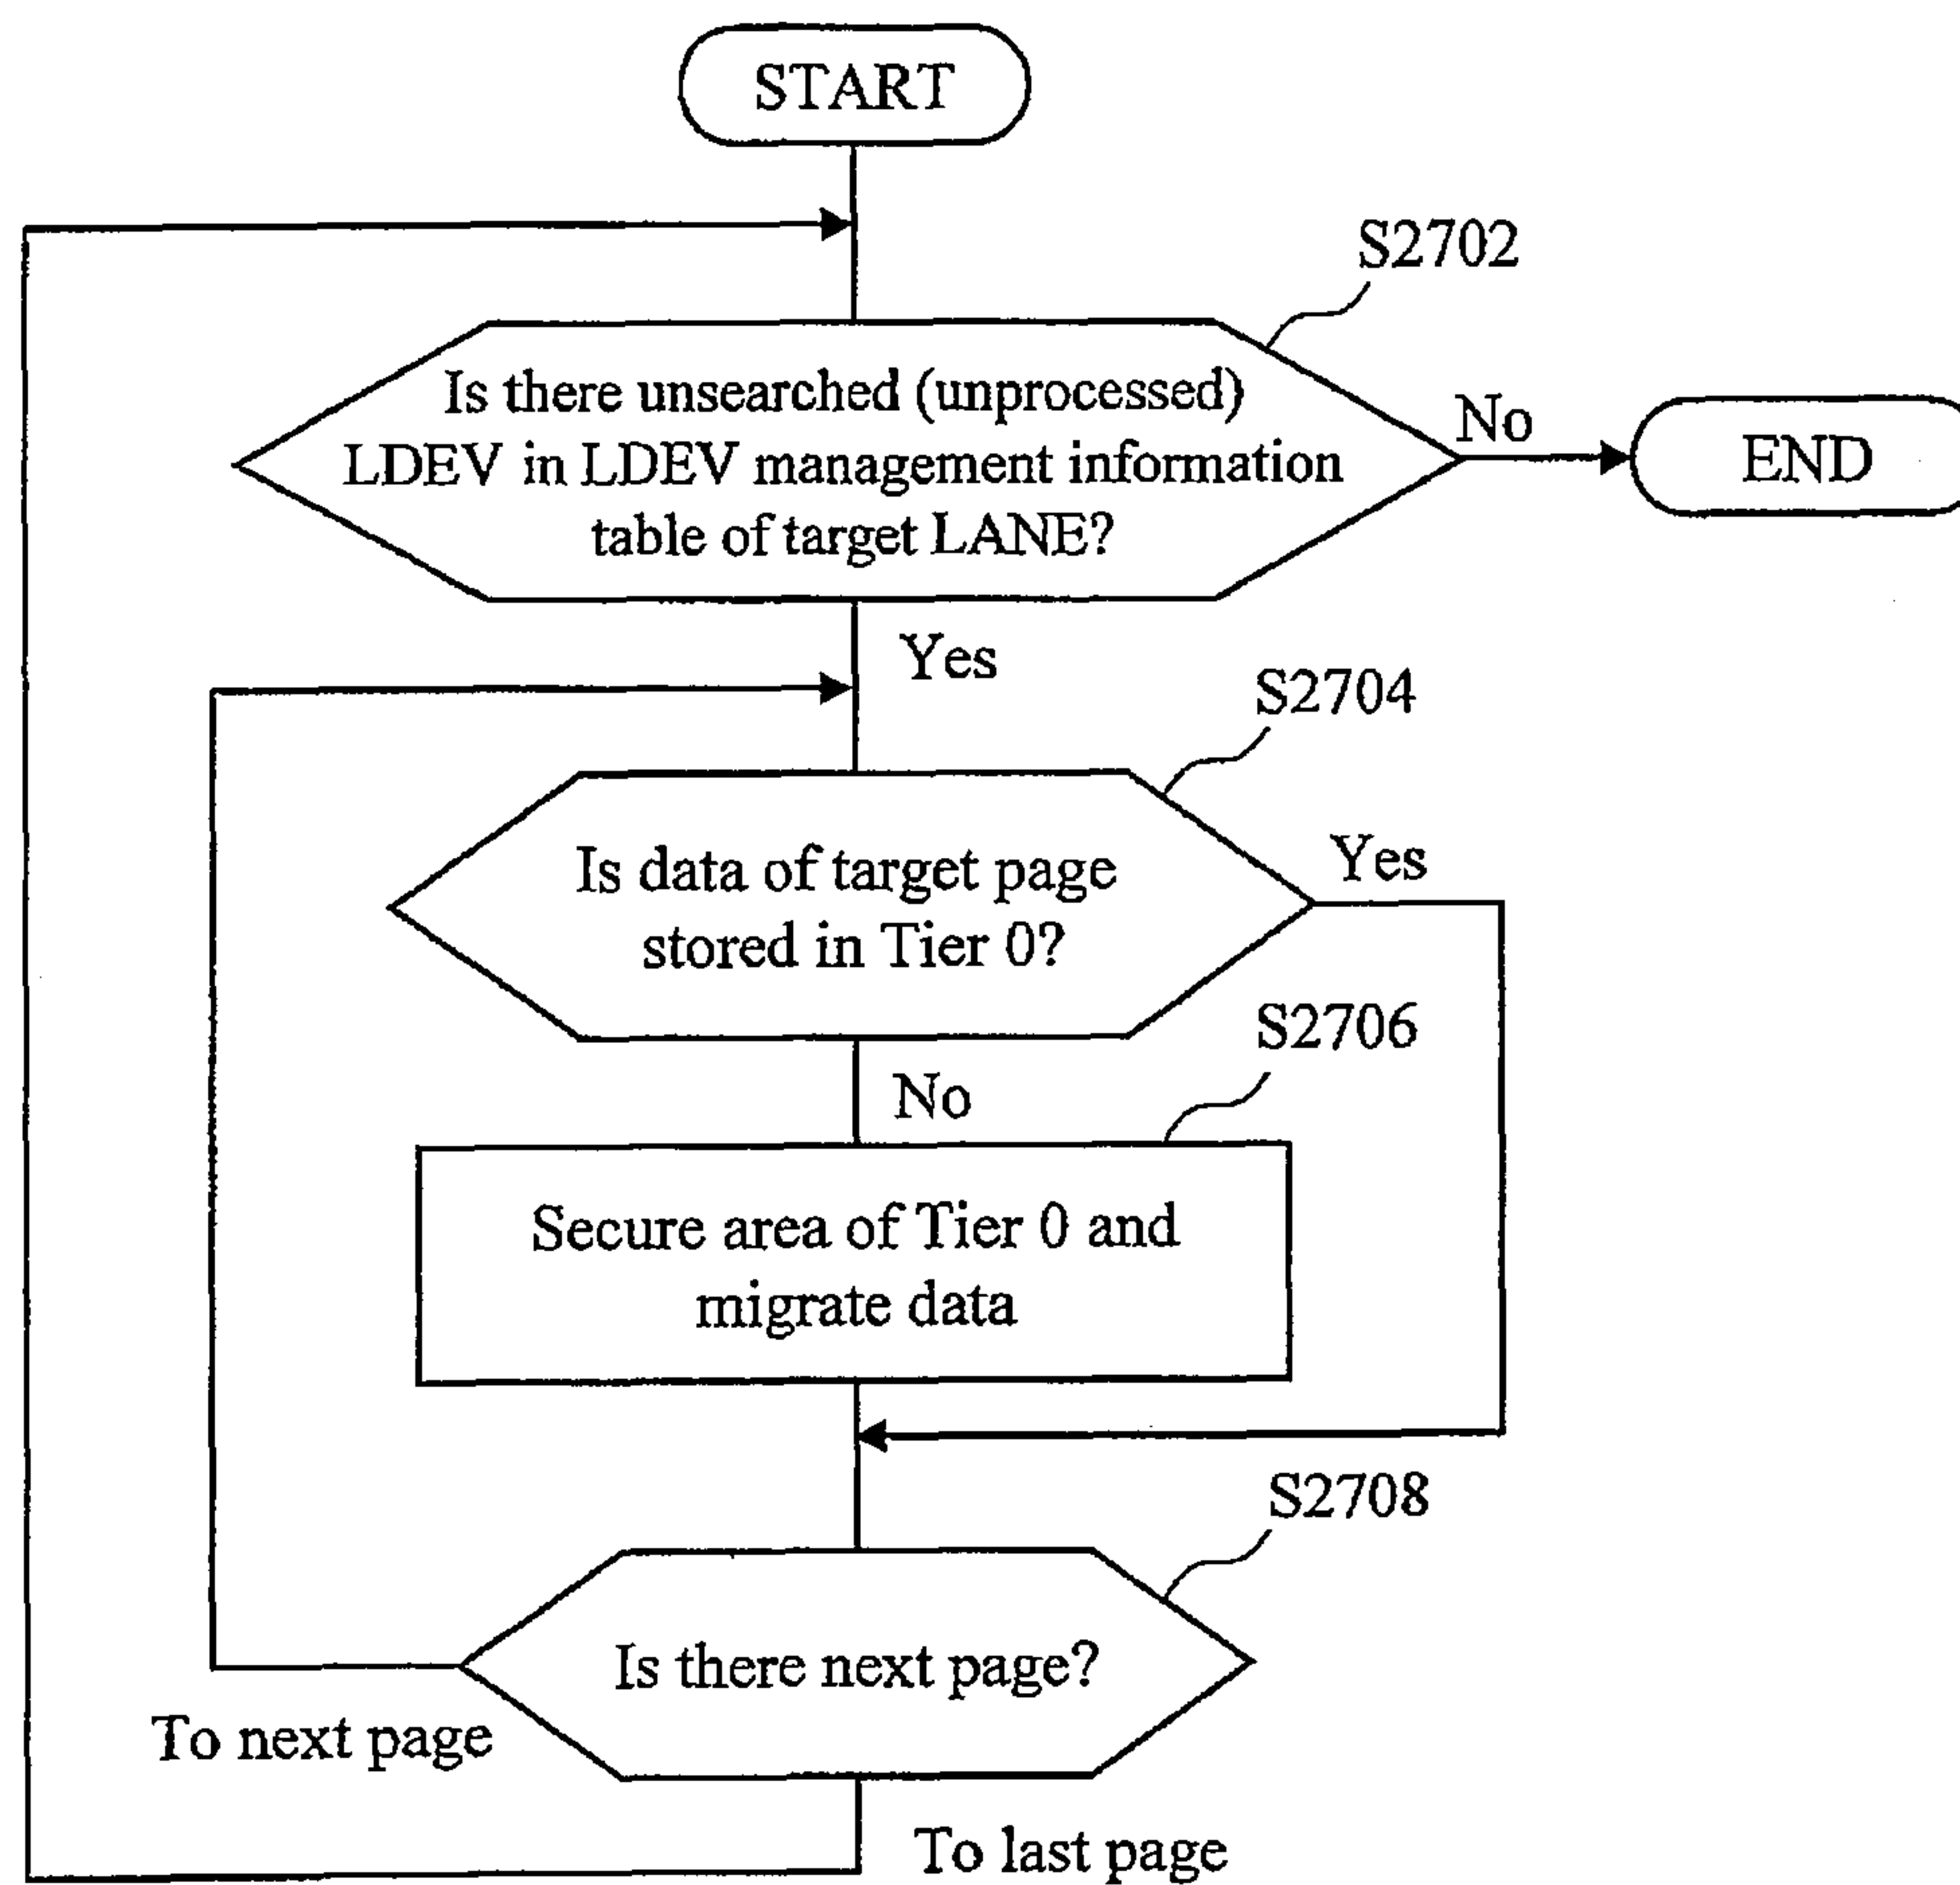 START
S2702
Is there unsearched (unprocessed)
LDEV in LDEV management information
table of target LANE?
No
END
Yes
S2704
Is data of target page
stored in Tier 0?
Yes
No
S2706
Secure area of Tier 0 and
migrate data
S2708
Is there next page?
To next page
To last page